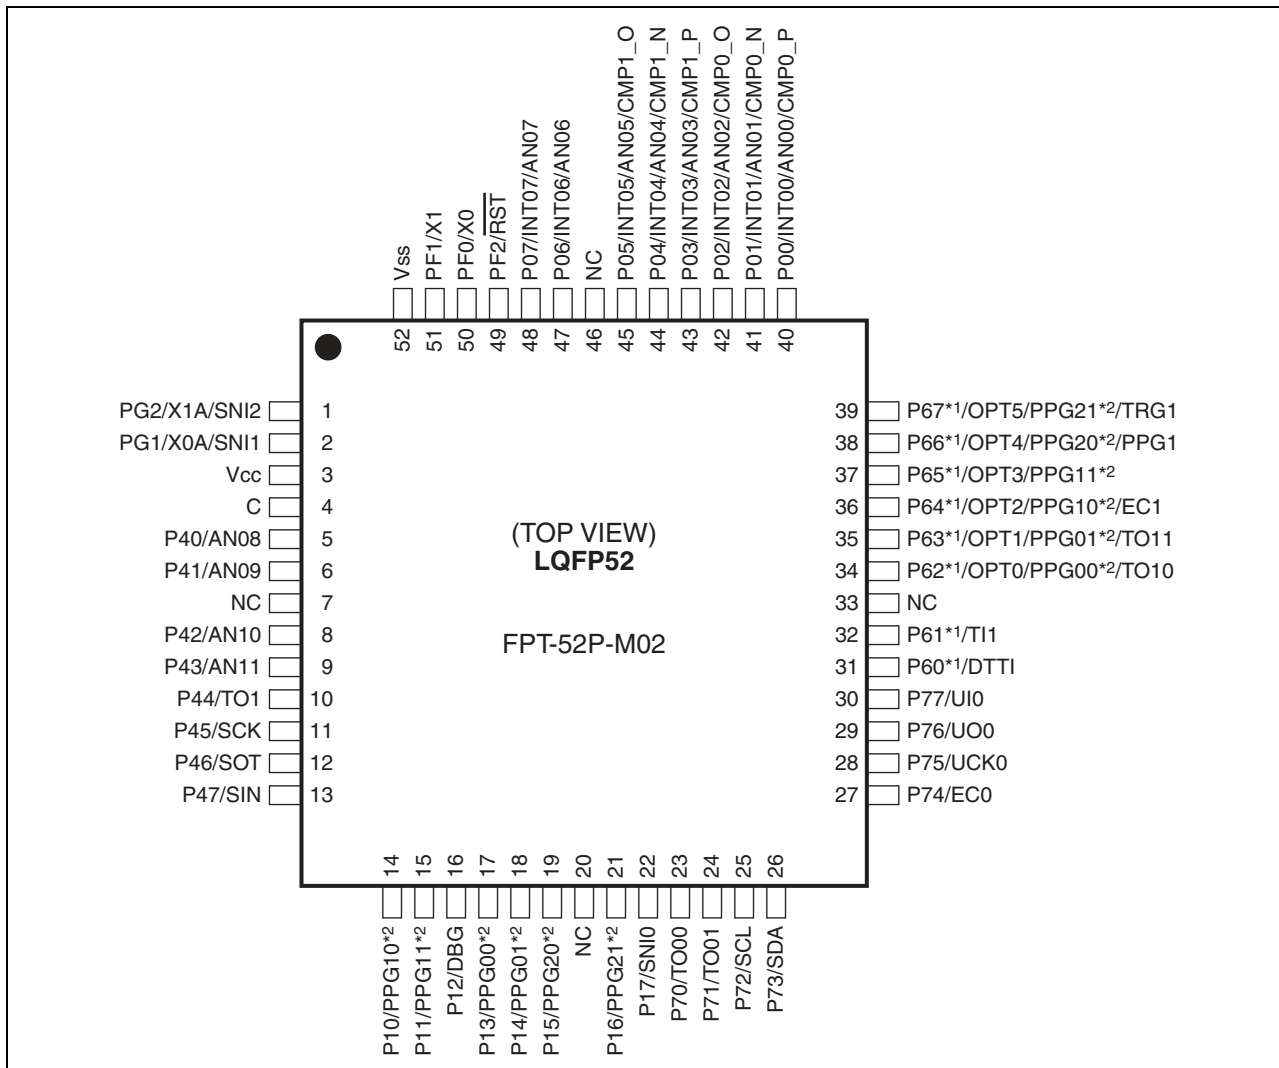 P05/INT05/AN05/CMP1_O
P04/INT04/AN04/CMP1_N
P03/INT03/AN03/CMP1_P
P02/INT02/AN02/CMP0_O
P01/INT01/AN01/CMP0_N
P00/INT00/AN00/CMP0_P
Vss
PF1/X1
PF0/X0
PF2/RST
P07/INT07/AN07
P06/INT06/AN06
NC
52 51 50 49 48 47 46 45 44 43 42 41 40
PG2/X1A/SNI2 1
PG1/X0A/SNI1 2
Vcc 3
C 4
P40/AN08 5
P41/AN09 6
NC 7
P42/AN10 8
P43/AN11 9
P44/TO1 10
P45/SCK 11
P46/SOT 12
P47/SIN 13
(TOP VIEW)
LQFP52
FPT-52P-M02
39 P67*1/OPT5/PPG21*2/TRG1
38 P66*1/OPT4/PPG20*2/PPG1
37 P65*1/OPT3/PPG11*2
36 P64*1/OPT2/PPG10*2/EC1
35 P63*1/OPT1/PPG01*2/TO11
34 P62*1/OPT0/PPG00*2/TO10
33 NC
32 P61*1/TI1
31 P60*1/DTTI
30 P77/UI0
29 P76/UO0
28 P75/UCK0
27 P74/EC0
14 15 16 17 18 19 20 21 22 23 24 25 26
P10/PPG10*2
P11/PPG11*2
P12/DBG
P13/PPG00*2
P14/PPG01*2
P15/PPG20*2
NC
P16/PPG21*2
P17/SNI0
P70/TO00
P71/TO01
P72/SCL
P73/SDA